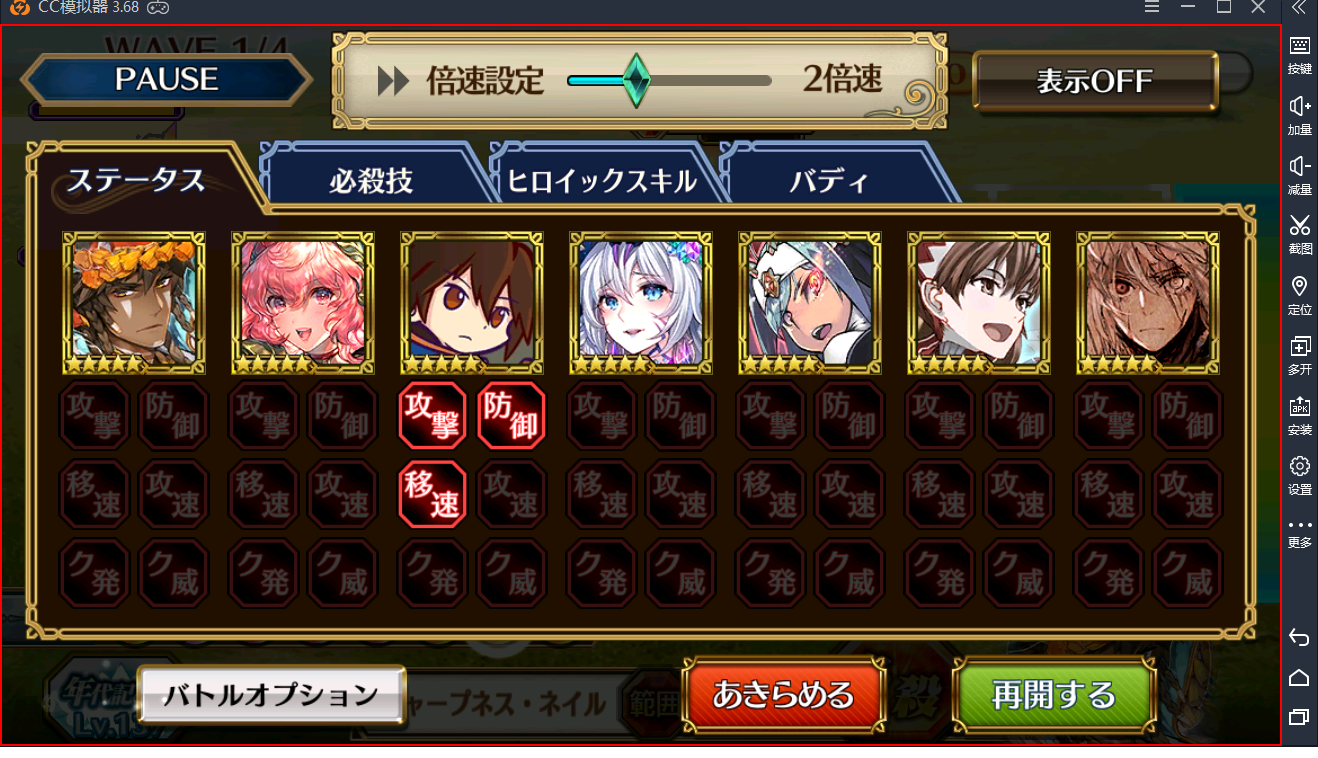 CC模拟器 3.68
WAVE 1/4
PAUSE
倍速設定
2倍速
表示OFF
ステータス
必殺技
ヒロイックスキル
バディ
攻撃 防御 攻撃 防御 攻撃 防御 攻撃 防御 攻撃 防御 攻撃 防御 攻撃 防御
移速 攻速 移速 攻速 移速 攻速 移速 攻速 移速 攻速 移速 攻速 移速 攻速
ク発 ク威 ク発 ク威 ク発 ク威 ク発 ク威 ク発 ク威 ク発 ク威 ク発 ク威
年代記
Lv.
バトルオプション
ャープネス・ネイル
範囲
あきらめる
殺
再開する
按键
加量
减量
截图
定位
多开
APK
安装
设置
更多